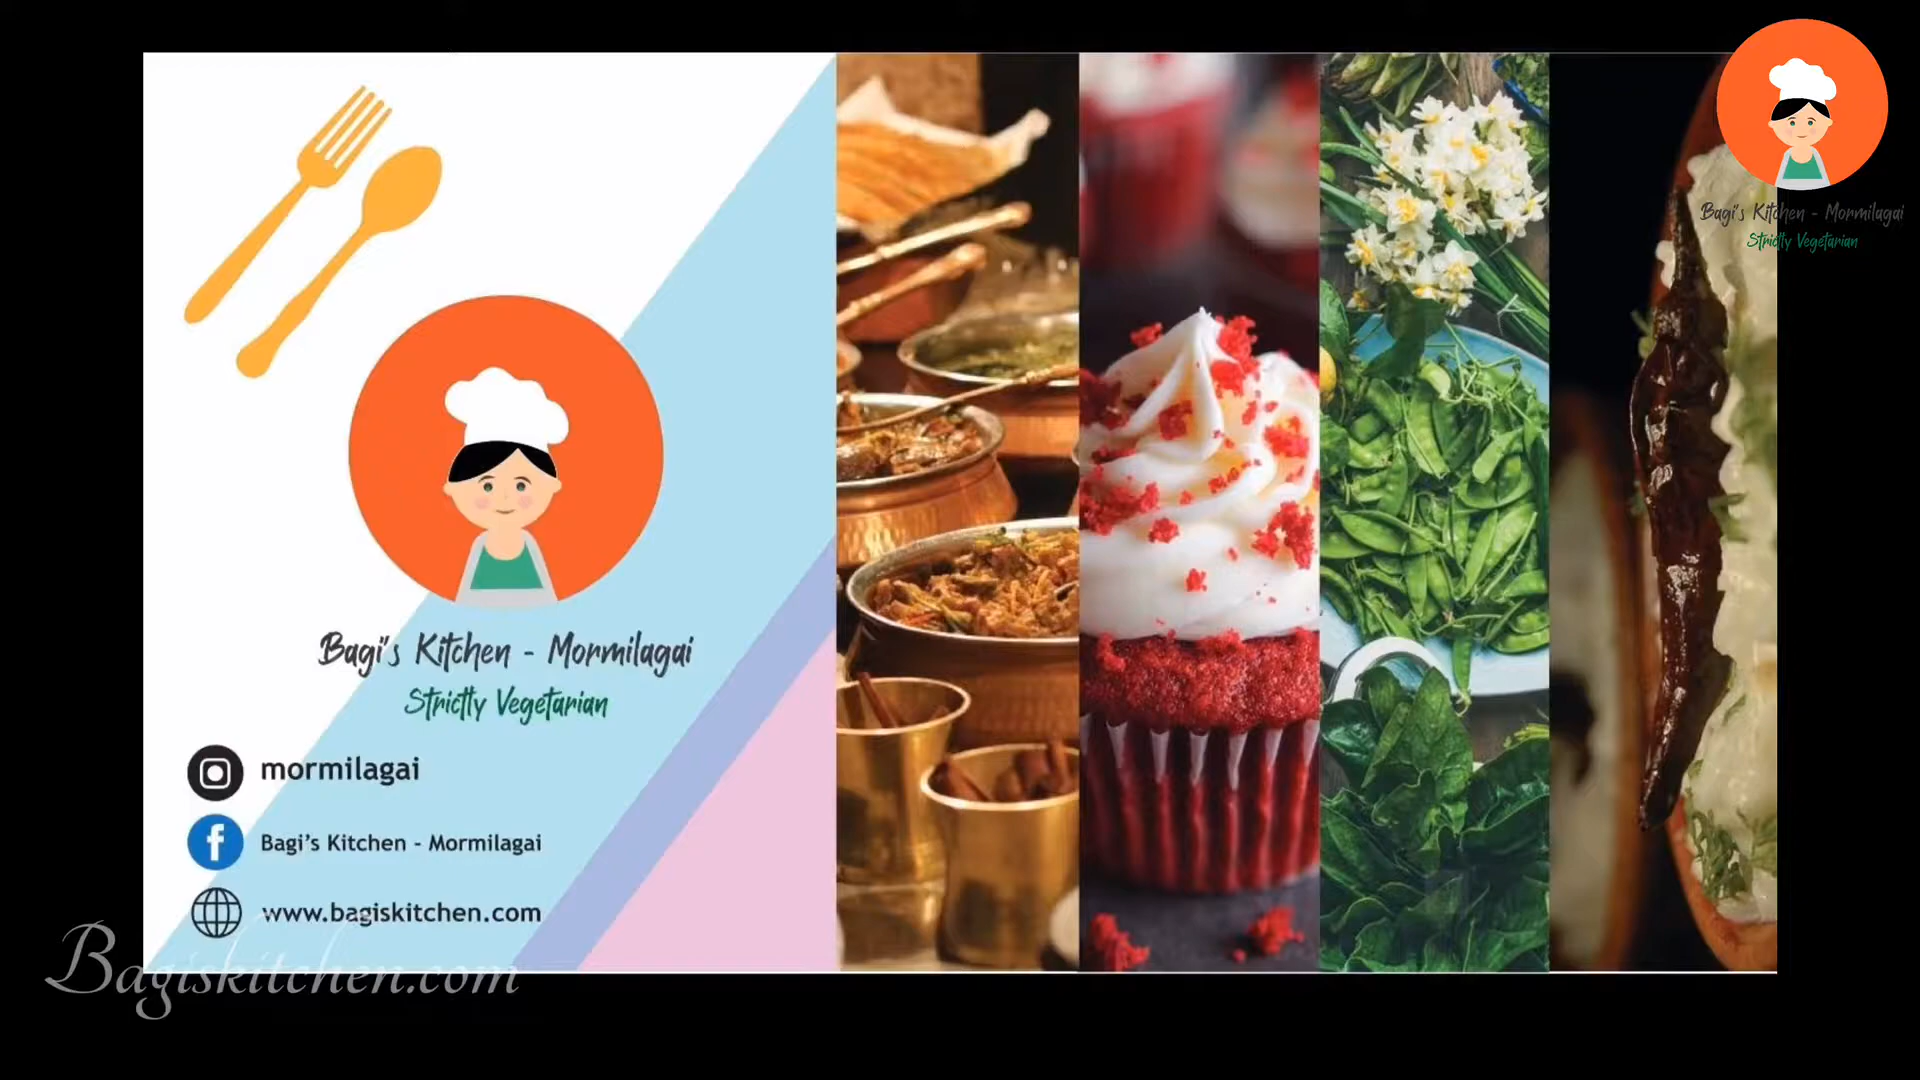 Bagi's Kitchen - Mormilagai
Strictly Vegetarian
Bagi's Kitchen - Mormilagai
Strictly Vegetarian
mormilagai
Bagi's Kitchen - Mormilagai
www.bagiskitchen.com
Bagiskitchen.com